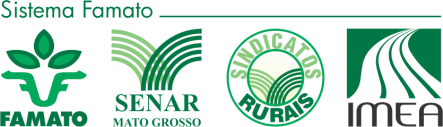 Sistema Famato
FAMATO
SENAR
MATO GROSSO
SINDICATOS
RURAIS
IMEA